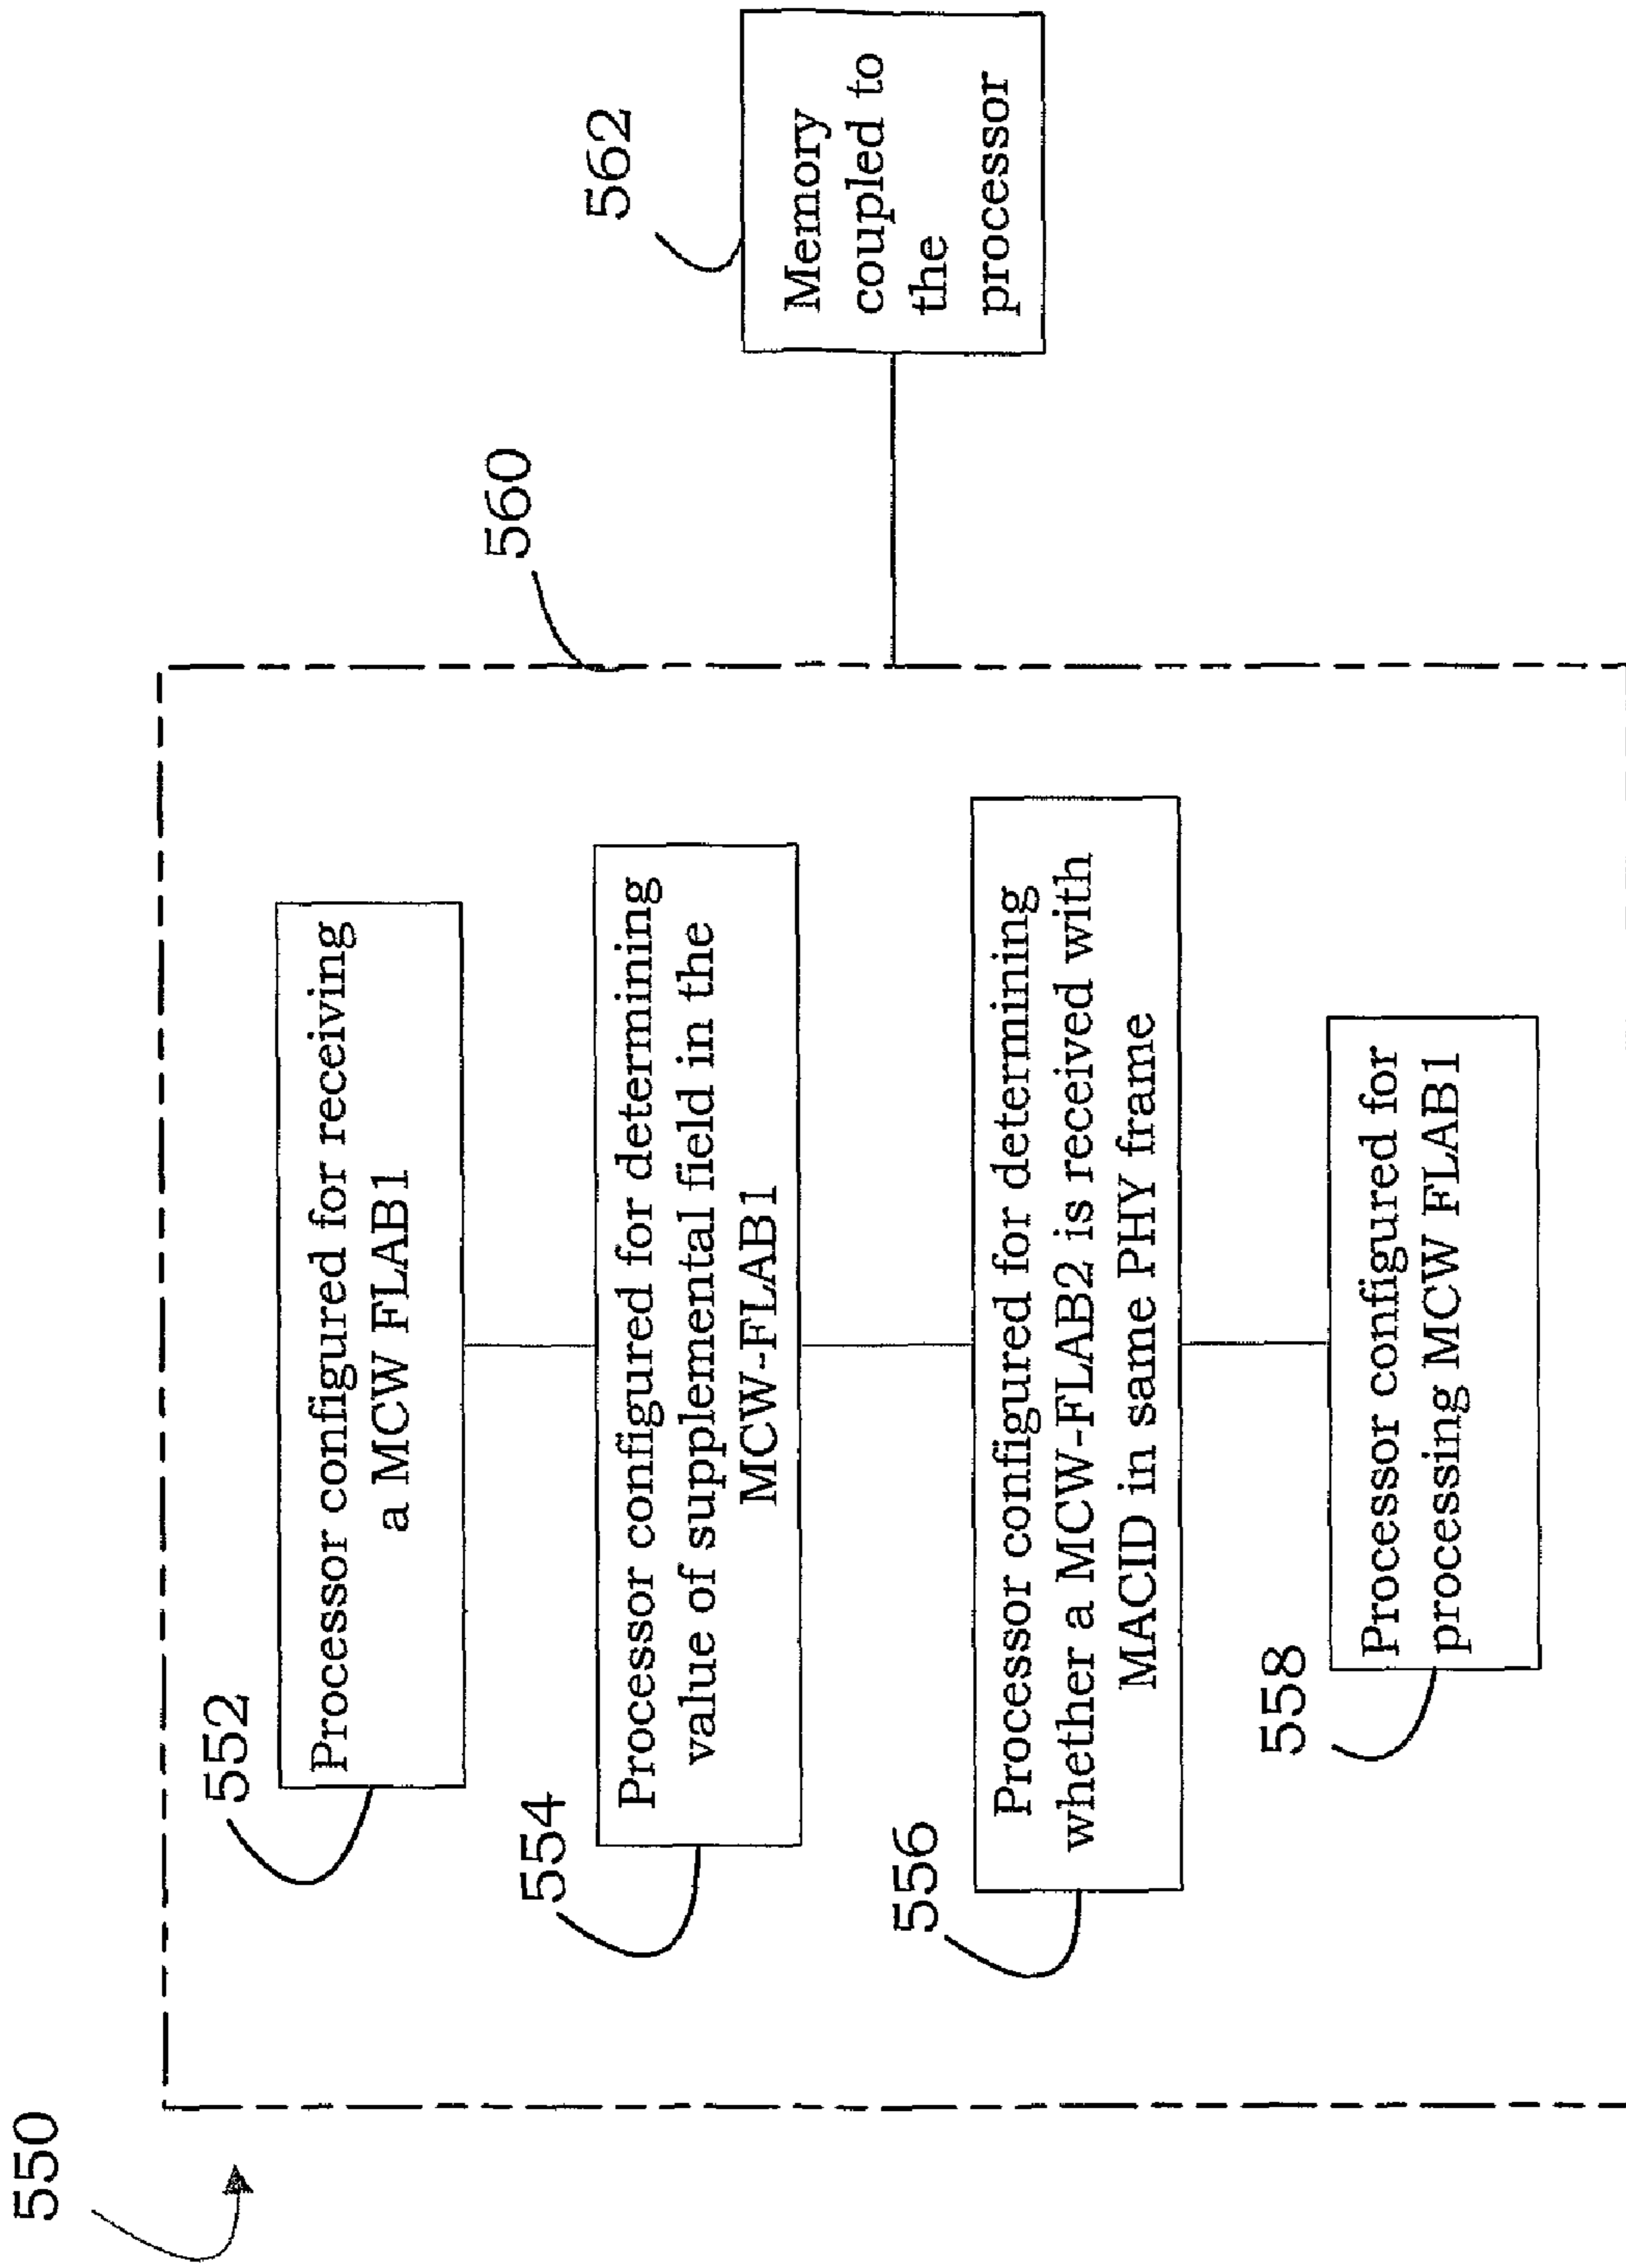 550
560
562
552
Processor configured for receiving
a MCW FLAB1
554
Processor configured for determining
value of supplemental field in the
MCW-FLAB1
556
Processor configured for determining
whether a MCW-FLAB2 is received with
MACID in same PHY frame
558
Processor configured for
processing MCW FLAB1
Memory
coupled to
the
processor